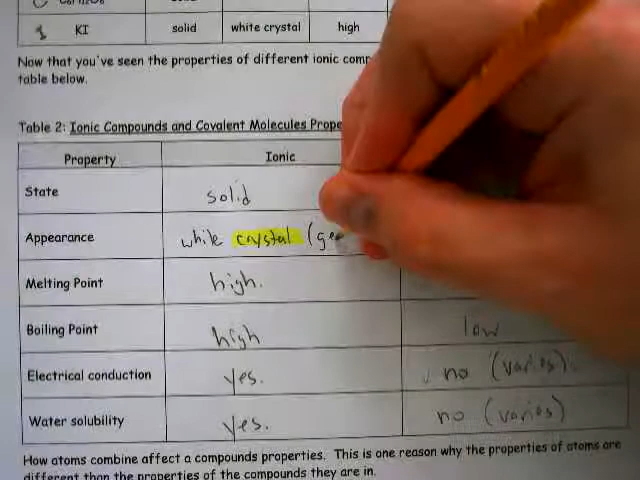 KI solid white crystal high
Now that you've seen the properties of different ionic
table below.
Table 2: Ionic Compounds and Covalent Molecules
Property Ionic
State solid
Appearance white crystal
Melting Point high.
Boiling Point high low
Electrical conduction yes. no (varies).
Water solubility yes. no (varies)
How atoms combine affect a compounds properties. This is one reason why the properties of atoms are
different than the properties of the compounds they are in.